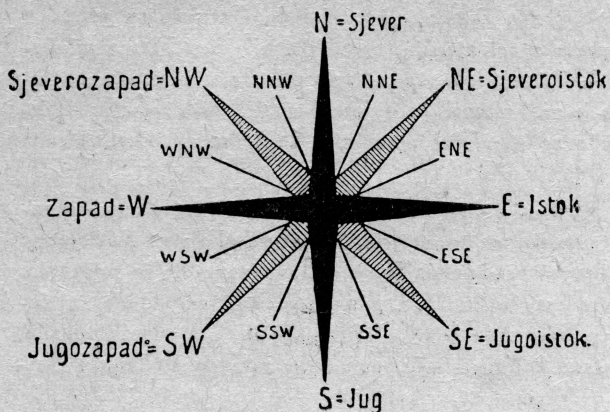 N = Sjever
Sjeverozapad=NW
NNW
NNE
NE=Sjeveroistok
WNW
ENE
Zapad=W
E=Istok
WSW
ESE
Jugozapad=SW
SSW
SSE
SE=Jugoistok.
S=Jug